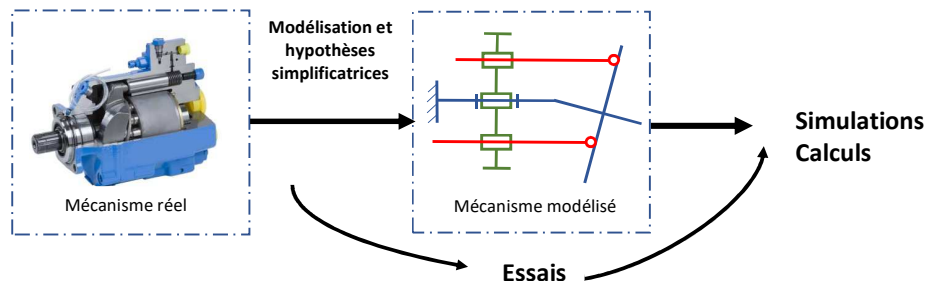 Modélisation et
hypothèses
simplificatrices
Mécanisme réel
Mécanisme modélisé
Simulations
Calculs
Essais